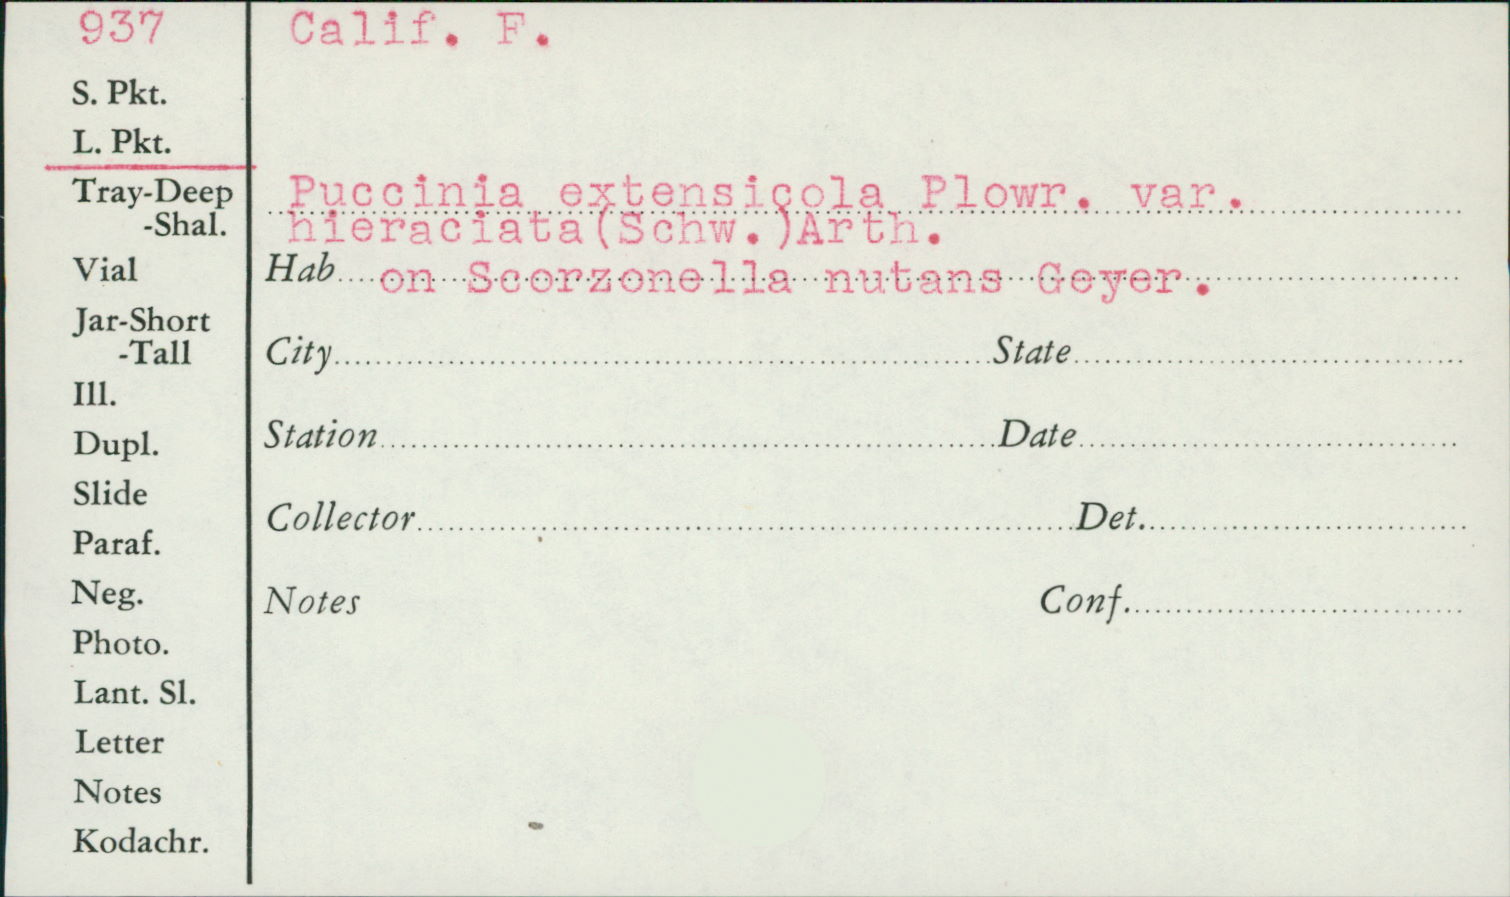 937
Calif. F.
S. Pkt.
L. Pkt.
Tray-Deep
-Shal.
Vial
Jar-Short
-Tall
Ill.
Dupl.
Slide
Paraf.
Neg.
Photo.
Lant. Sl.
Letter
Notes
Kodachr.
Puccinia extensicola Plowr. var.
hieraciata(Schw.)Arth.
Hab. on Scorzonella nutans Geyer.
City State
Station Date
Collector Det.
Notes Conf.